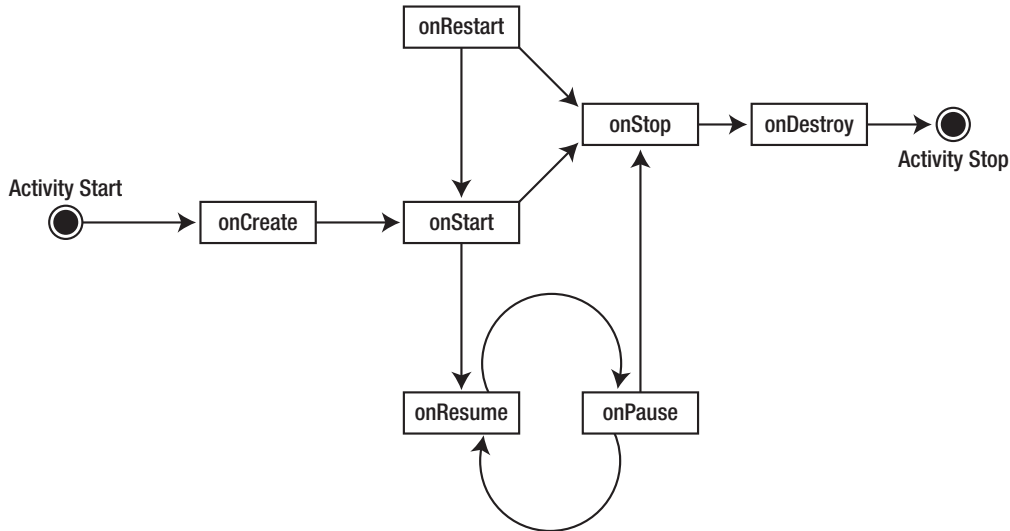 onRestart
onStop
onDestroy
Activity Stop
Activity Start
onCreate
onStart
onResume
onPause